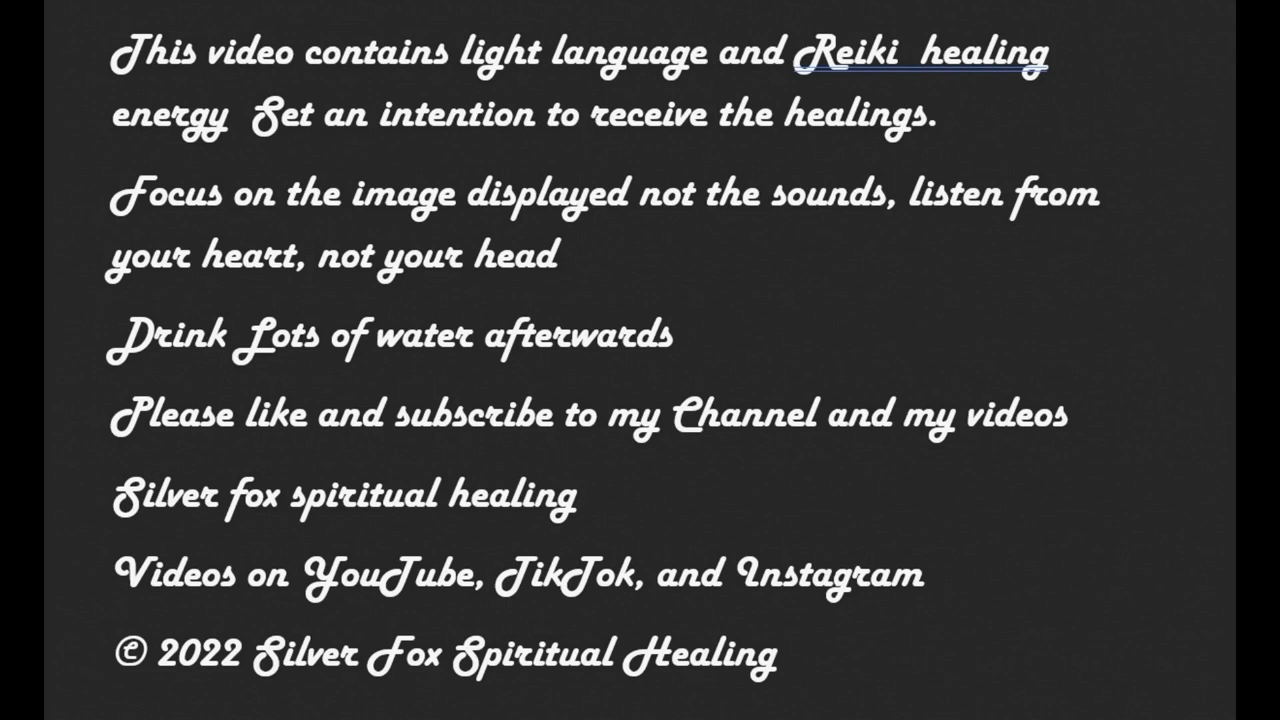 This video contains light language and Reiki  healing
energy  Set an intention to receive the healings.
Focus on the image displayed not the sounds, listen from
your heart, not your head
Drink Lots of water afterwards
Please like and subscribe to my Channel and my videos
Silver fox spiritual healing
Videos on YouTube, TikTok, and Instagram
© 2022 Silver Fox Spiritual Healing